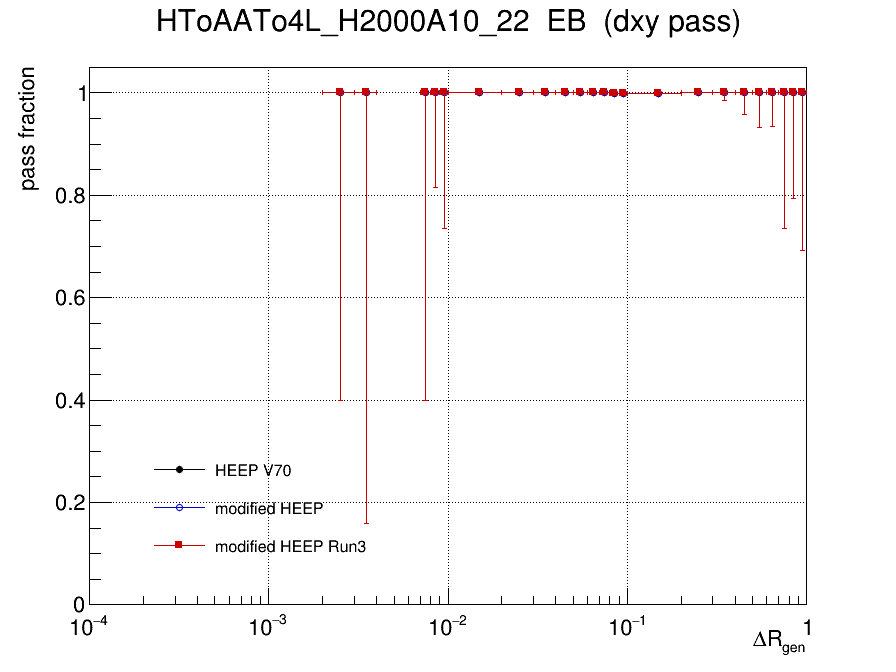 HToAATo4L_H2000A10_22 EB (dxy pass)
pass fraction
1
0.8
0.6
0.4
0.2
0
HEEP V70
modified HEEP
modified HEEP Run3
10⁻⁴ 10⁻³ 10⁻² 10⁻¹ 1
ΔR_gen